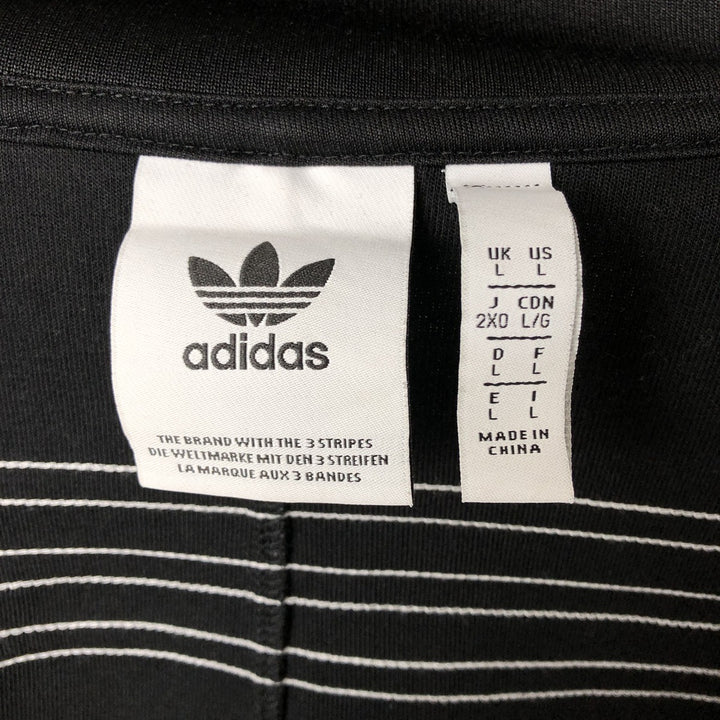 adidas
THE BRAND WITH THE 3 STRIPES
DIE WELTMARKE MIT DEN 3 STREIFEN
LA MARQUE AUX 3 BANDES
UK US
L L
J CDN
2XO L/G
D F
L L
E I
L L
MADE IN
CHINA